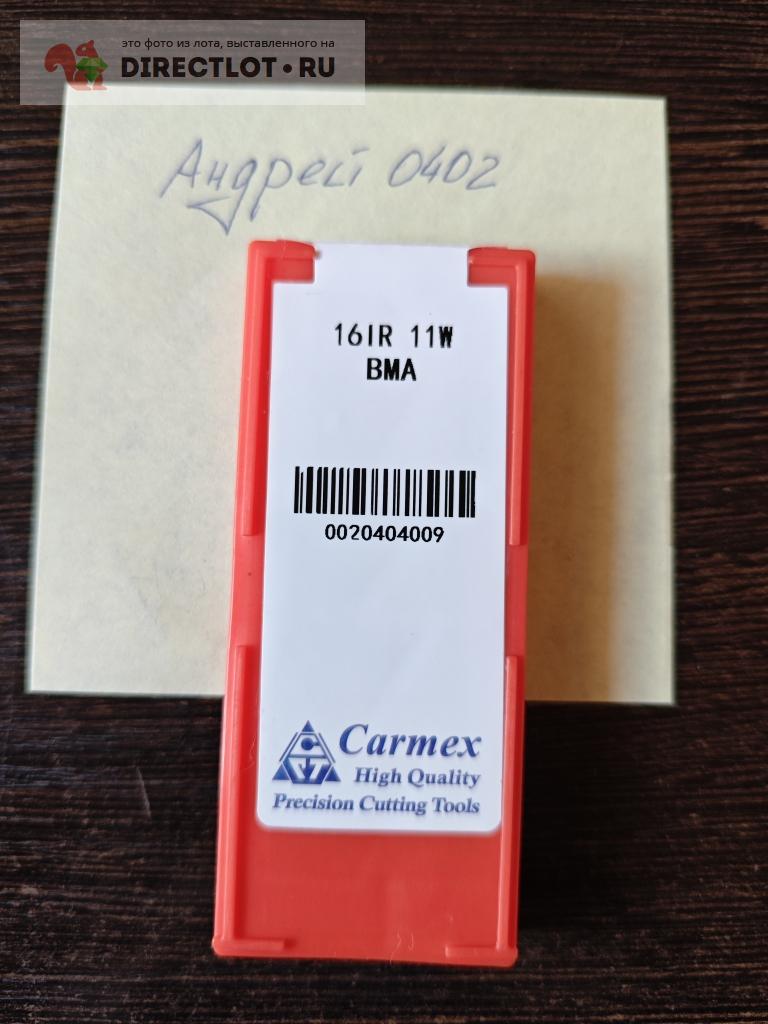 это фото из лота, выставленного на
DIRECTLOT.RU
Андрей 0402
16IR 11W
BMA
0020404009
Carmex
High Quality
Precision Cutting Tools